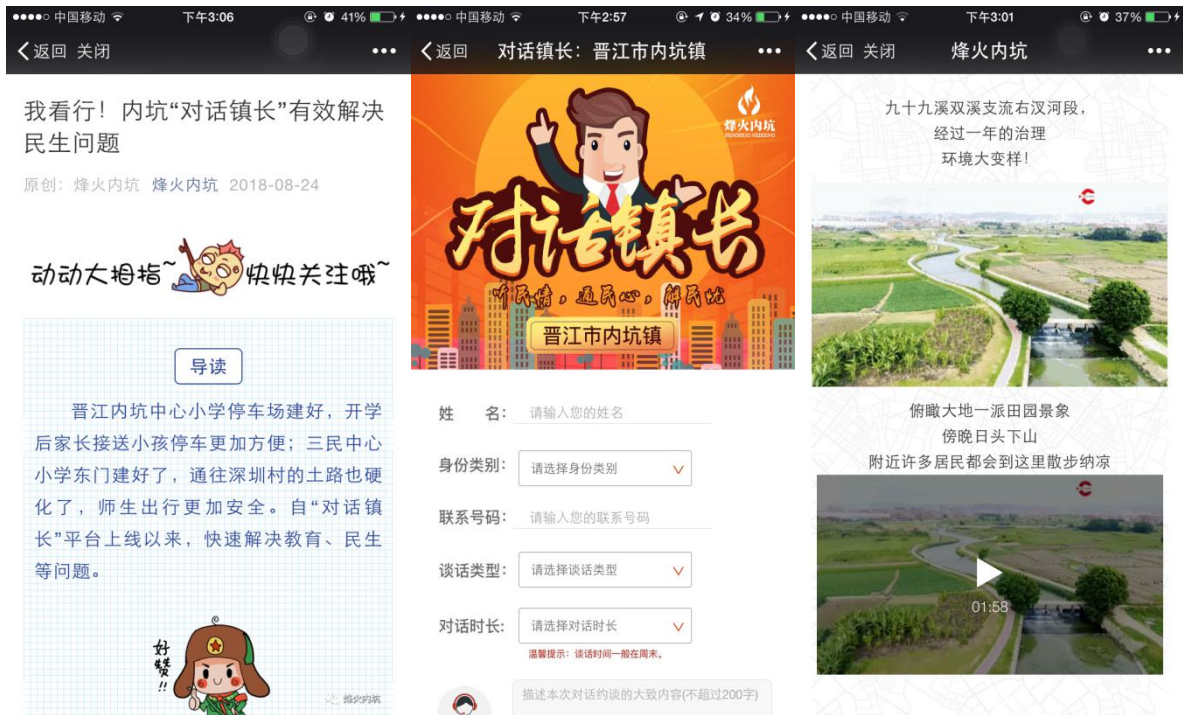 中国移动 下午3:06 41%
返回 关闭
我看行！内坑“对话镇长”有效解决
民生问题
原创：烽火内坑 烽火内坑 2018-08-24
动动大拇指~ 快快关注哦~
导读
晋江内坑中心小学停车场建好，开学
后家长接送小孩停车更加方便；三民中心
小学东门建好了，通往深圳村的土路也硬
化了，师生出行更加安全。自“对话镇
长”平台上线以来，快速解决教育、民生
等问题。
好
赞
!!
烽火内坑
中国移动 下午2:57 34%
返回 对话镇长：晋江市内坑镇
烽火内坑
FENGHUO NEIKENG
对话镇长
听民情，通民心，解民忧
晋江市内坑镇
姓 名： 请输入您的姓名
身份类别： 请选择身份类别
联系号码： 请输入您的联系号码
谈话类型： 请选择谈话类型
对话时长: 请选择对话时长
温馨提示：谈话时间一般在周末。
描述本次对话约谈的大致内容(不超过200字)
中国移动 下午3:01 37%
返回 关闭 烽火内坑
九十九溪双溪支流右汊河段，
经过一年的治理
环境大变样！
俯瞰大地一派田园景象
傍晚日头下山
附近许多居民都会到这里散步纳凉
01:58